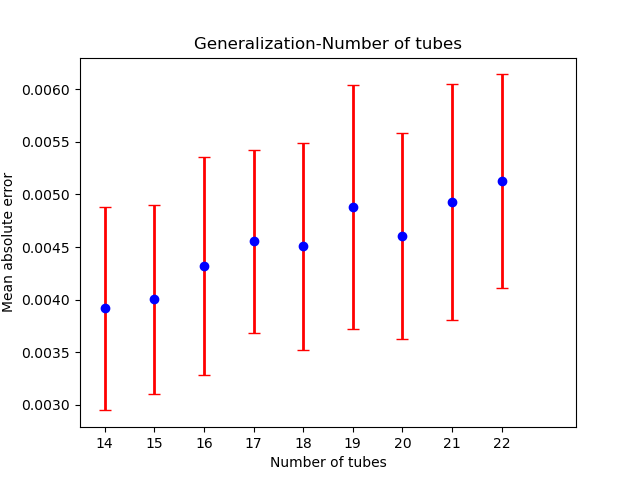 Generalization-Number of tubes
Mean absolute error
0.0060
0.0055
0.0050
0.0045
0.0040
0.0035
0.0030
14 15 16 17 18 19 20 21 22
Number of tubes